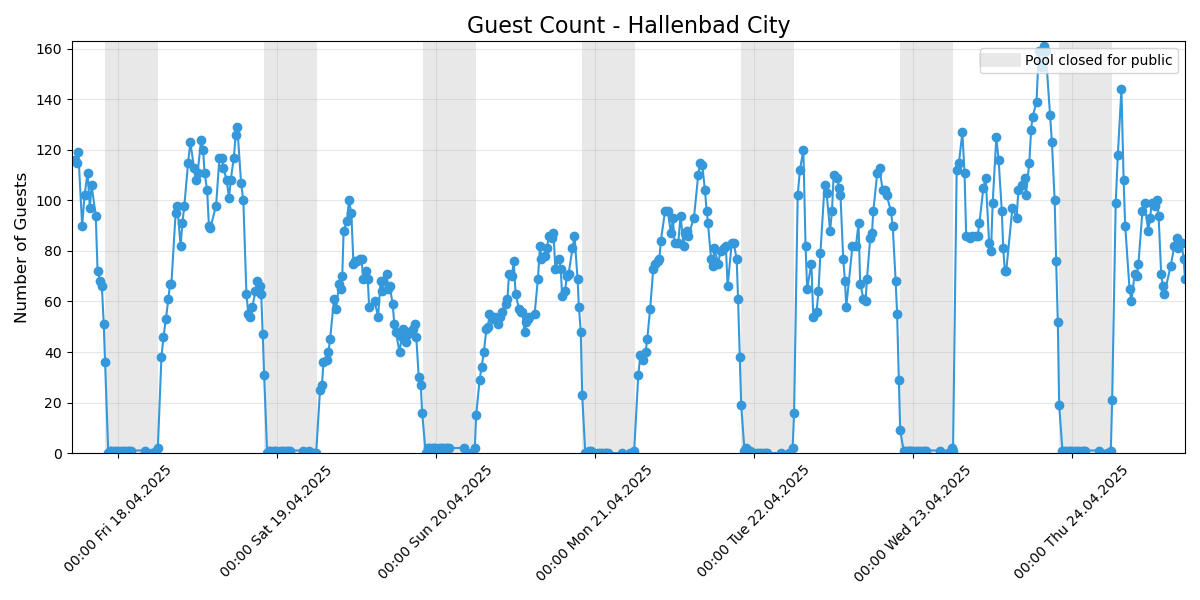 Guest Count - Hallenbad City
Pool closed for public
Number of Guests
160
140
120
100
80
60
40
20
0
00:00 Fri 18.04.2025
00:00 Sat 19.04.2025
00:00 Sun 20.04.2025
00:00 Mon 21.04.2025
00:00 Tue 22.04.2025
00:00 Wed 23.04.2025
00:00 Thu 24.04.2025